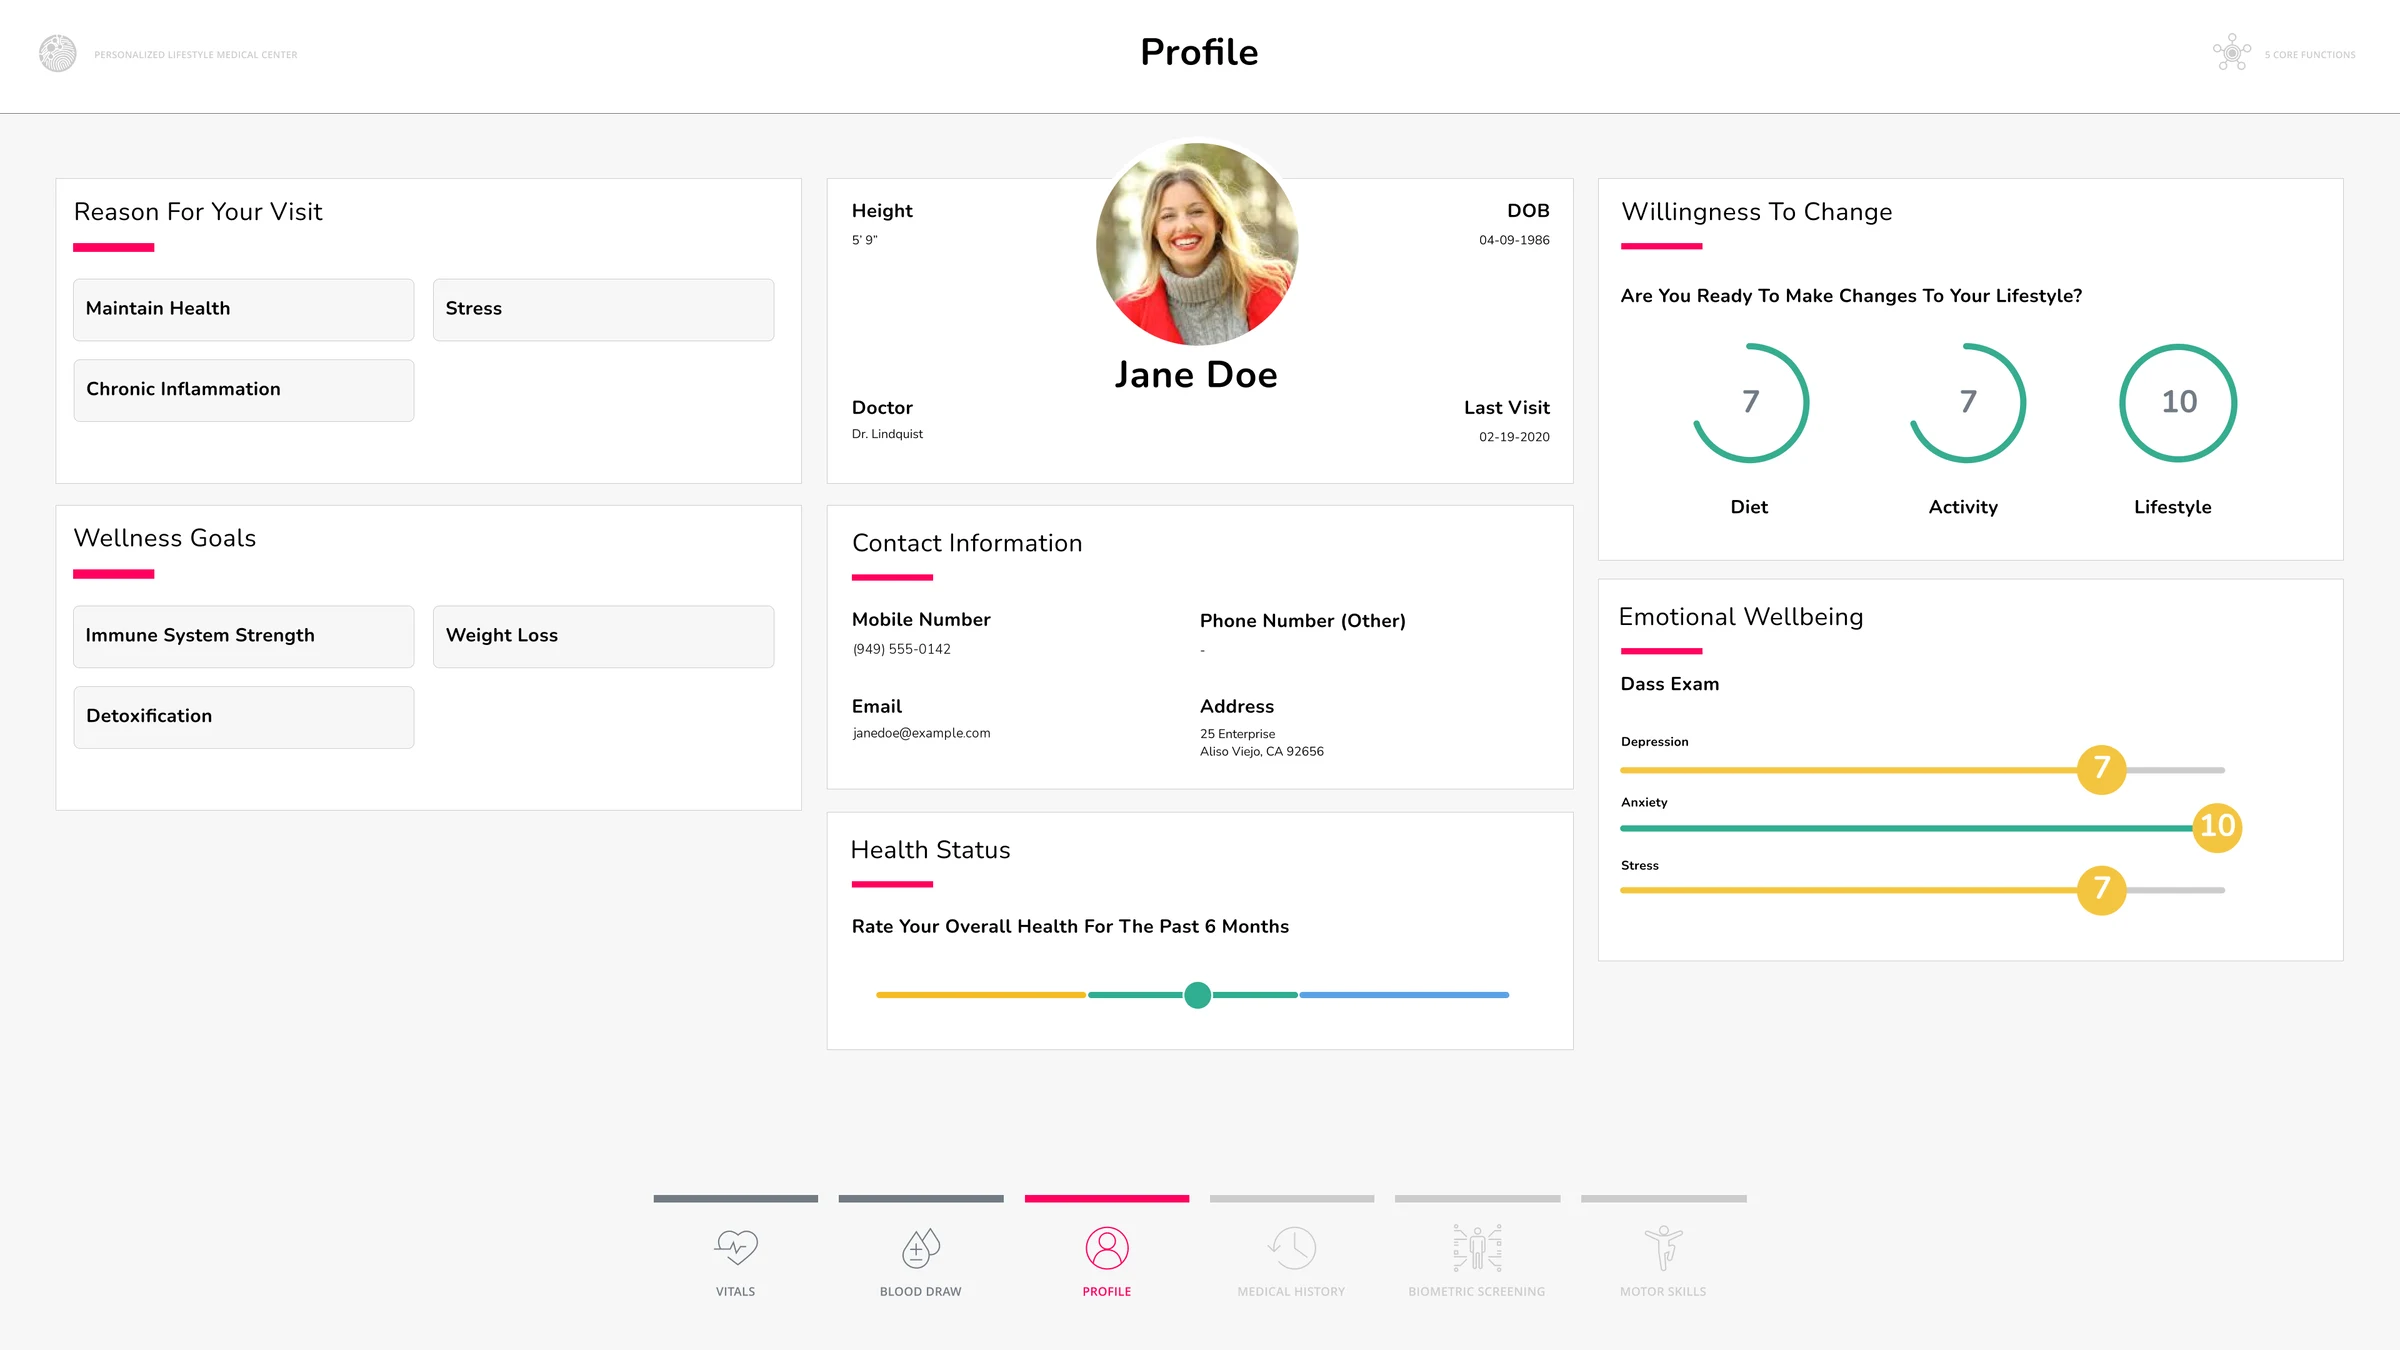 PERSONALIZED LIFESTYLE MEDICAL CENTER
Profile
5 CORE FUNCTIONS
Reason For Your Visit
Maintain Health
Stress
Chronic Inflammation
Wellness Goals
Immune System Strength
Weight Loss
Detoxification
Height
5' 9"
DOB
04-09-1986
Jane Doe
Doctor
Dr. Lindquist
Last Visit
02-19-2020
Contact Information
Mobile Number
(949) 555-0142
Phone Number (Other)
-
Email
janedoe@example.com
Address
25 Enterprise
Aliso Viejo, CA 92656
Health Status
Rate Your Overall Health For The Past 6 Months
Willingness To Change
Are You Ready To Make Changes To Your Lifestyle?
7
7
10
Diet
Activity
Lifestyle
Emotional Wellbeing
Dass Exam
Depression
7
Anxiety
10
Stress
7
VITALS
BLOOD DRAW
PROFILE
MEDICAL HISTORY
BIOMETRIC SCREENING
MOTOR SKILLS